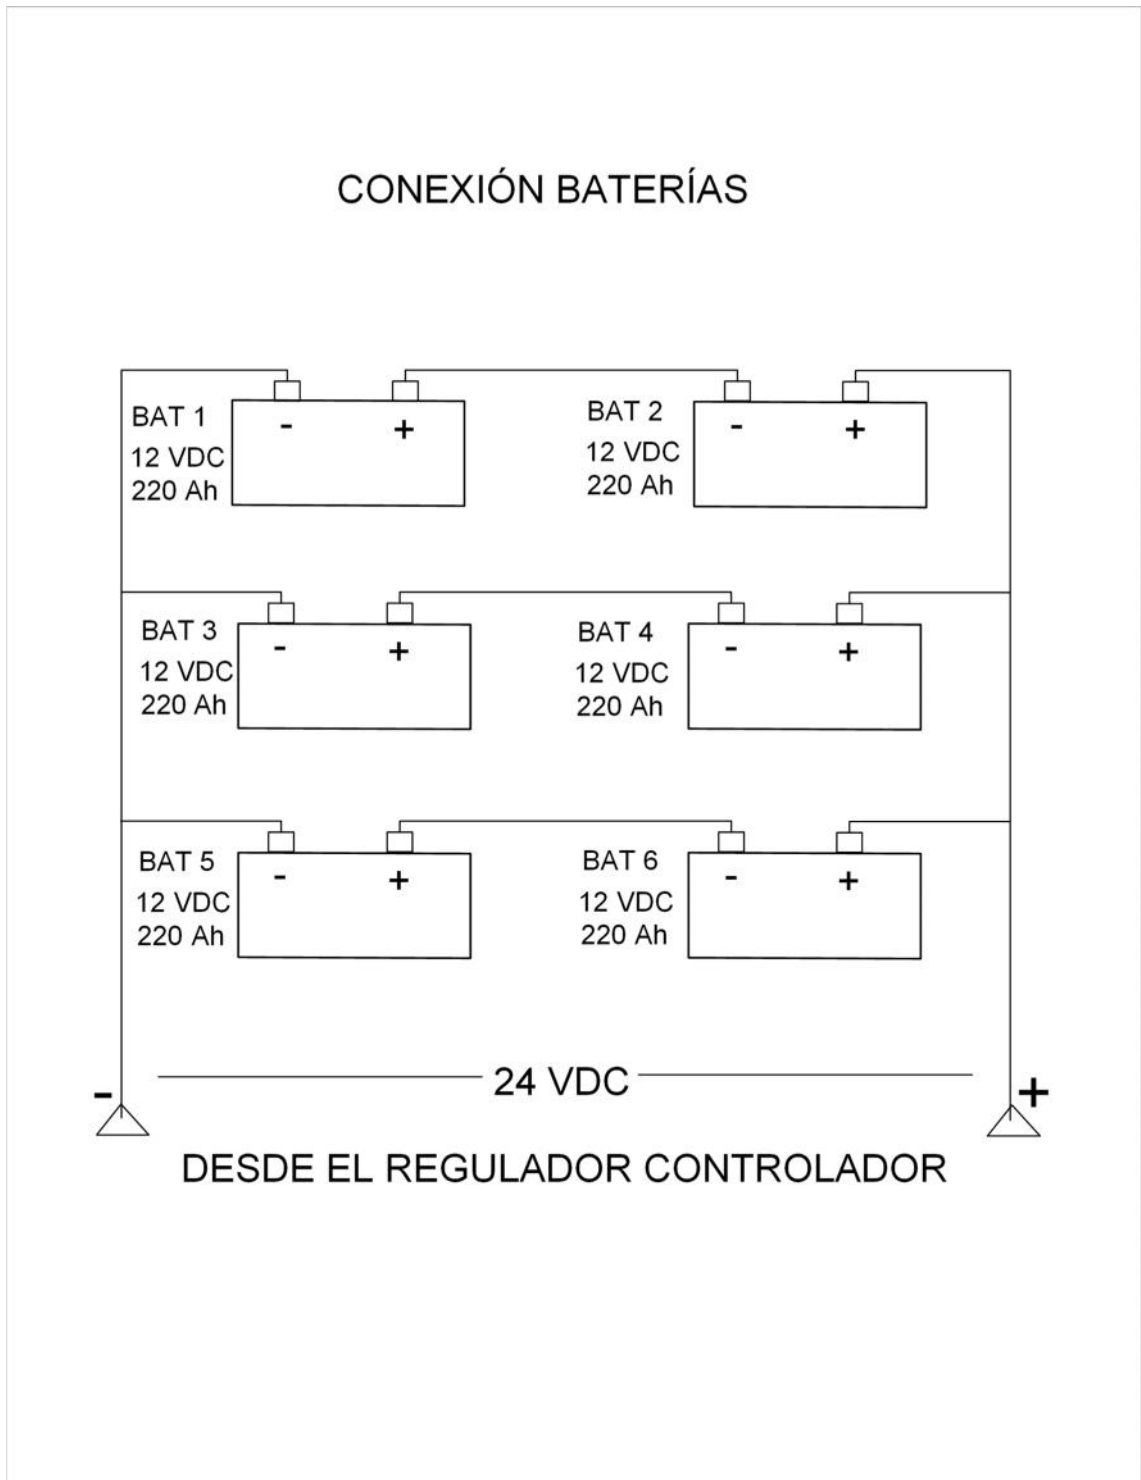 CONEXIÓN BATERÍAS
BAT 1
12 VDC
220 Ah
- +
BAT 2
12 VDC
220 Ah
- +
BAT 3
12 VDC
220 Ah
- +
BAT 4
12 VDC
220 Ah
- +
BAT 5
12 VDC
220 Ah
- +
BAT 6
12 VDC
220 Ah
- +
- 24 VDC +
DESDE EL REGULADOR CONTROLADOR